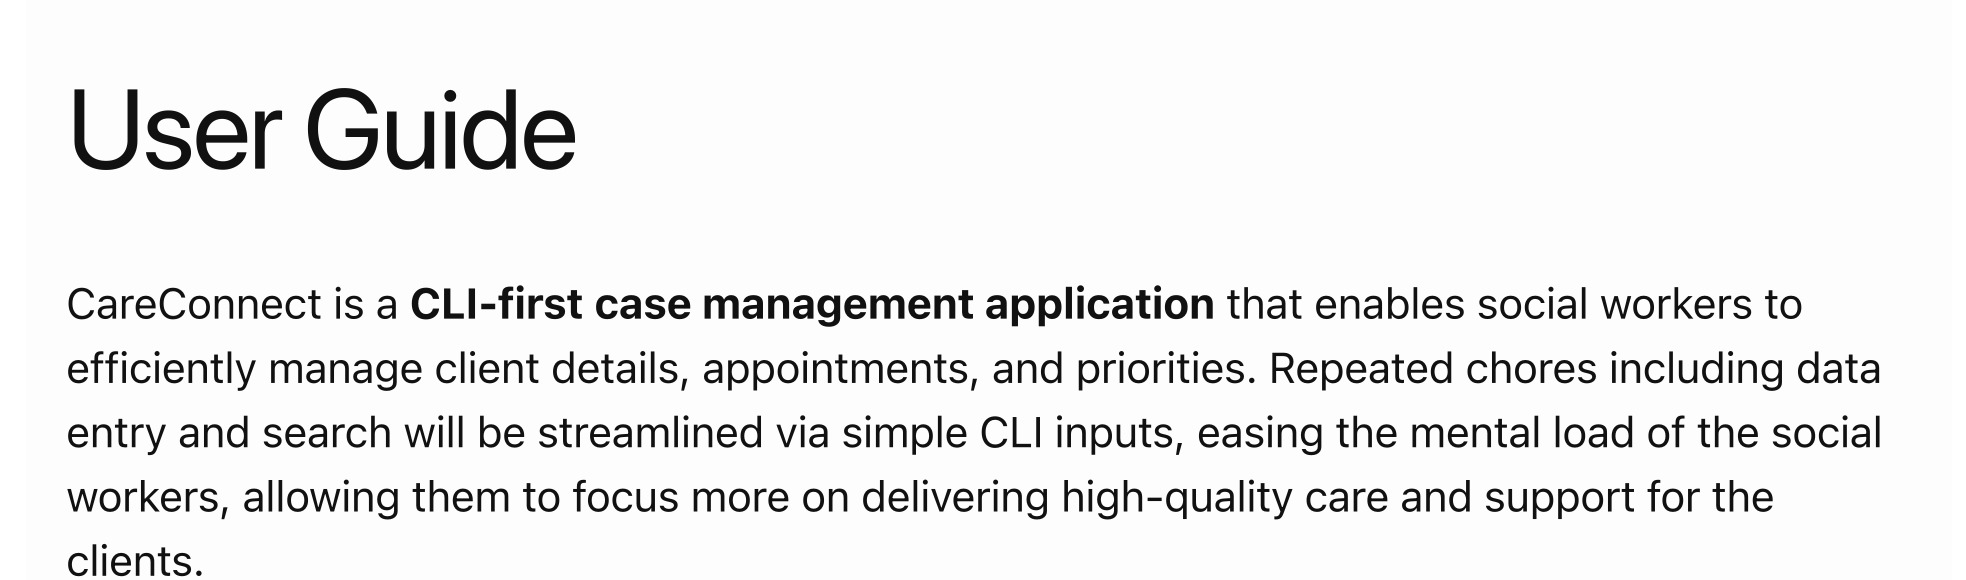 User Guide
CareConnect is a CLI-first case management application that enables social workers to
efficiently manage client details, appointments, and priorities. Repeated chores including data
entry and search will be streamlined via simple CLI inputs, easing the mental load of the social
workers, allowing them to focus more on delivering high-quality care and support for the
clients.